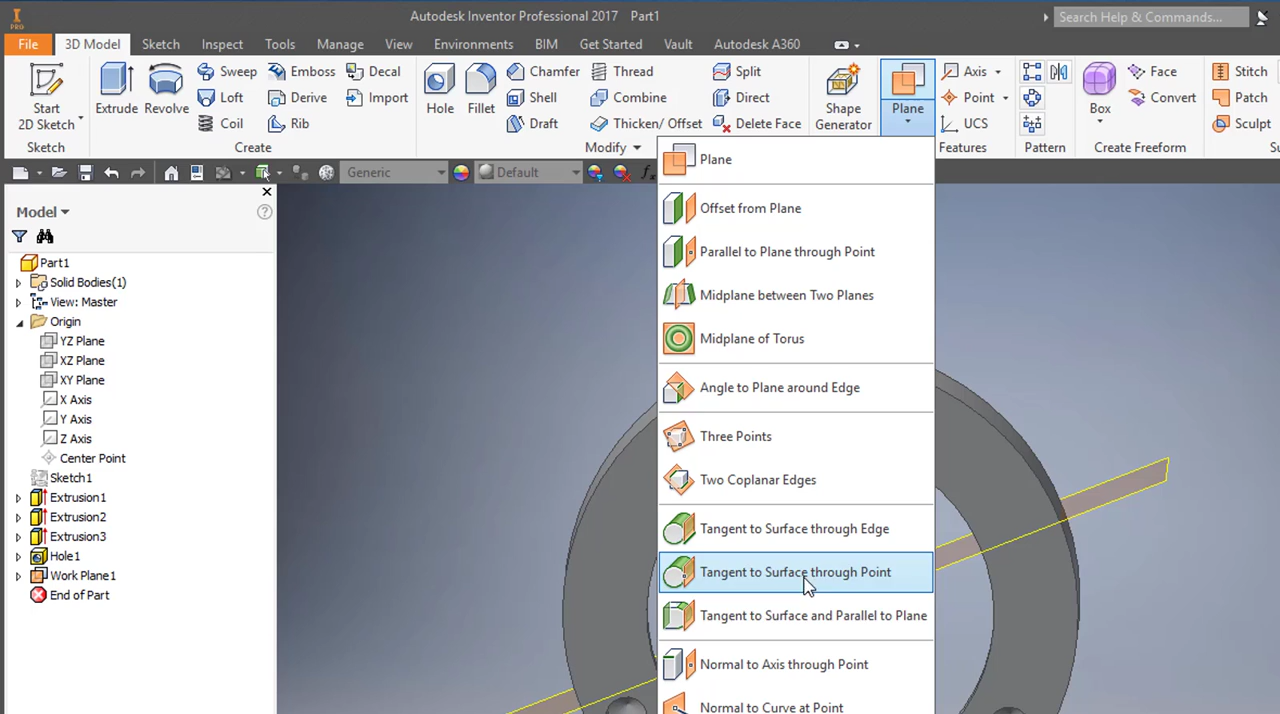 PRO
Autodesk Inventor Professional 2017 Part1
Search Help & Commands...
File 3D Model Sketch Inspect Tools Manage View Environments BIM Get Started Vault Autodesk A360
Start
2D Sketch
Sketch
Extrude
Revolve
Sweep
Emboss
Decal
Loft
Derive
Import
Coil
Rib
Create
Hole
Fillet
Chamfer
Thread
Split
Shell
Combine
Direct
Draft
Thicken/ Offset
Delete Face
Modify
Shape
Generator
Plane
Axis
Point
UCS
Features
Pattern
Box
Face
Convert
Create Freeform
Stitch
Patch
Sculpt
Generic
Default
Model
Part1
Solid Bodies(1)
View: Master
Origin
YZ Plane
XZ Plane
XY Plane
X Axis
Y Axis
Z Axis
Center Point
Sketch1
Extrusion1
Extrusion2
Extrusion3
Hole1
Work Plane1
End of Part
Plane
Offset from Plane
Parallel to Plane through Point
Midplane between Two Planes
Midplane of Torus
Angle to Plane around Edge
Three Points
Two Coplanar Edges
Tangent to Surface through Edge
Tangent to Surface through Point
Tangent to Surface and Parallel to Plane
Normal to Axis through Point
Normal to Curve at Point